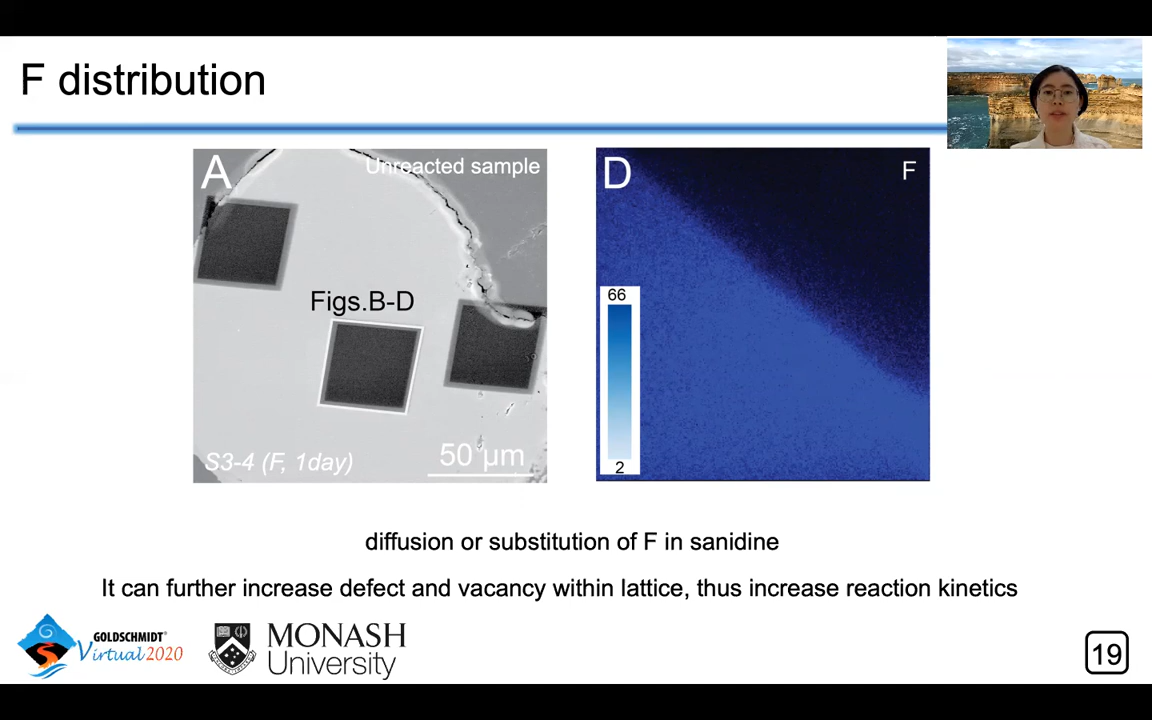 F distribution
A
Unreacted sample
Figs.B-D
S3-4 (F, 1day)
50 µm
D
F
66
2
diffusion or substitution of F in sanidine
It can further increase defect and vacancy within lattice, thus increase reaction kinetics
GOLDSCHMIDT®
Virtual2020
MONASH
University
19